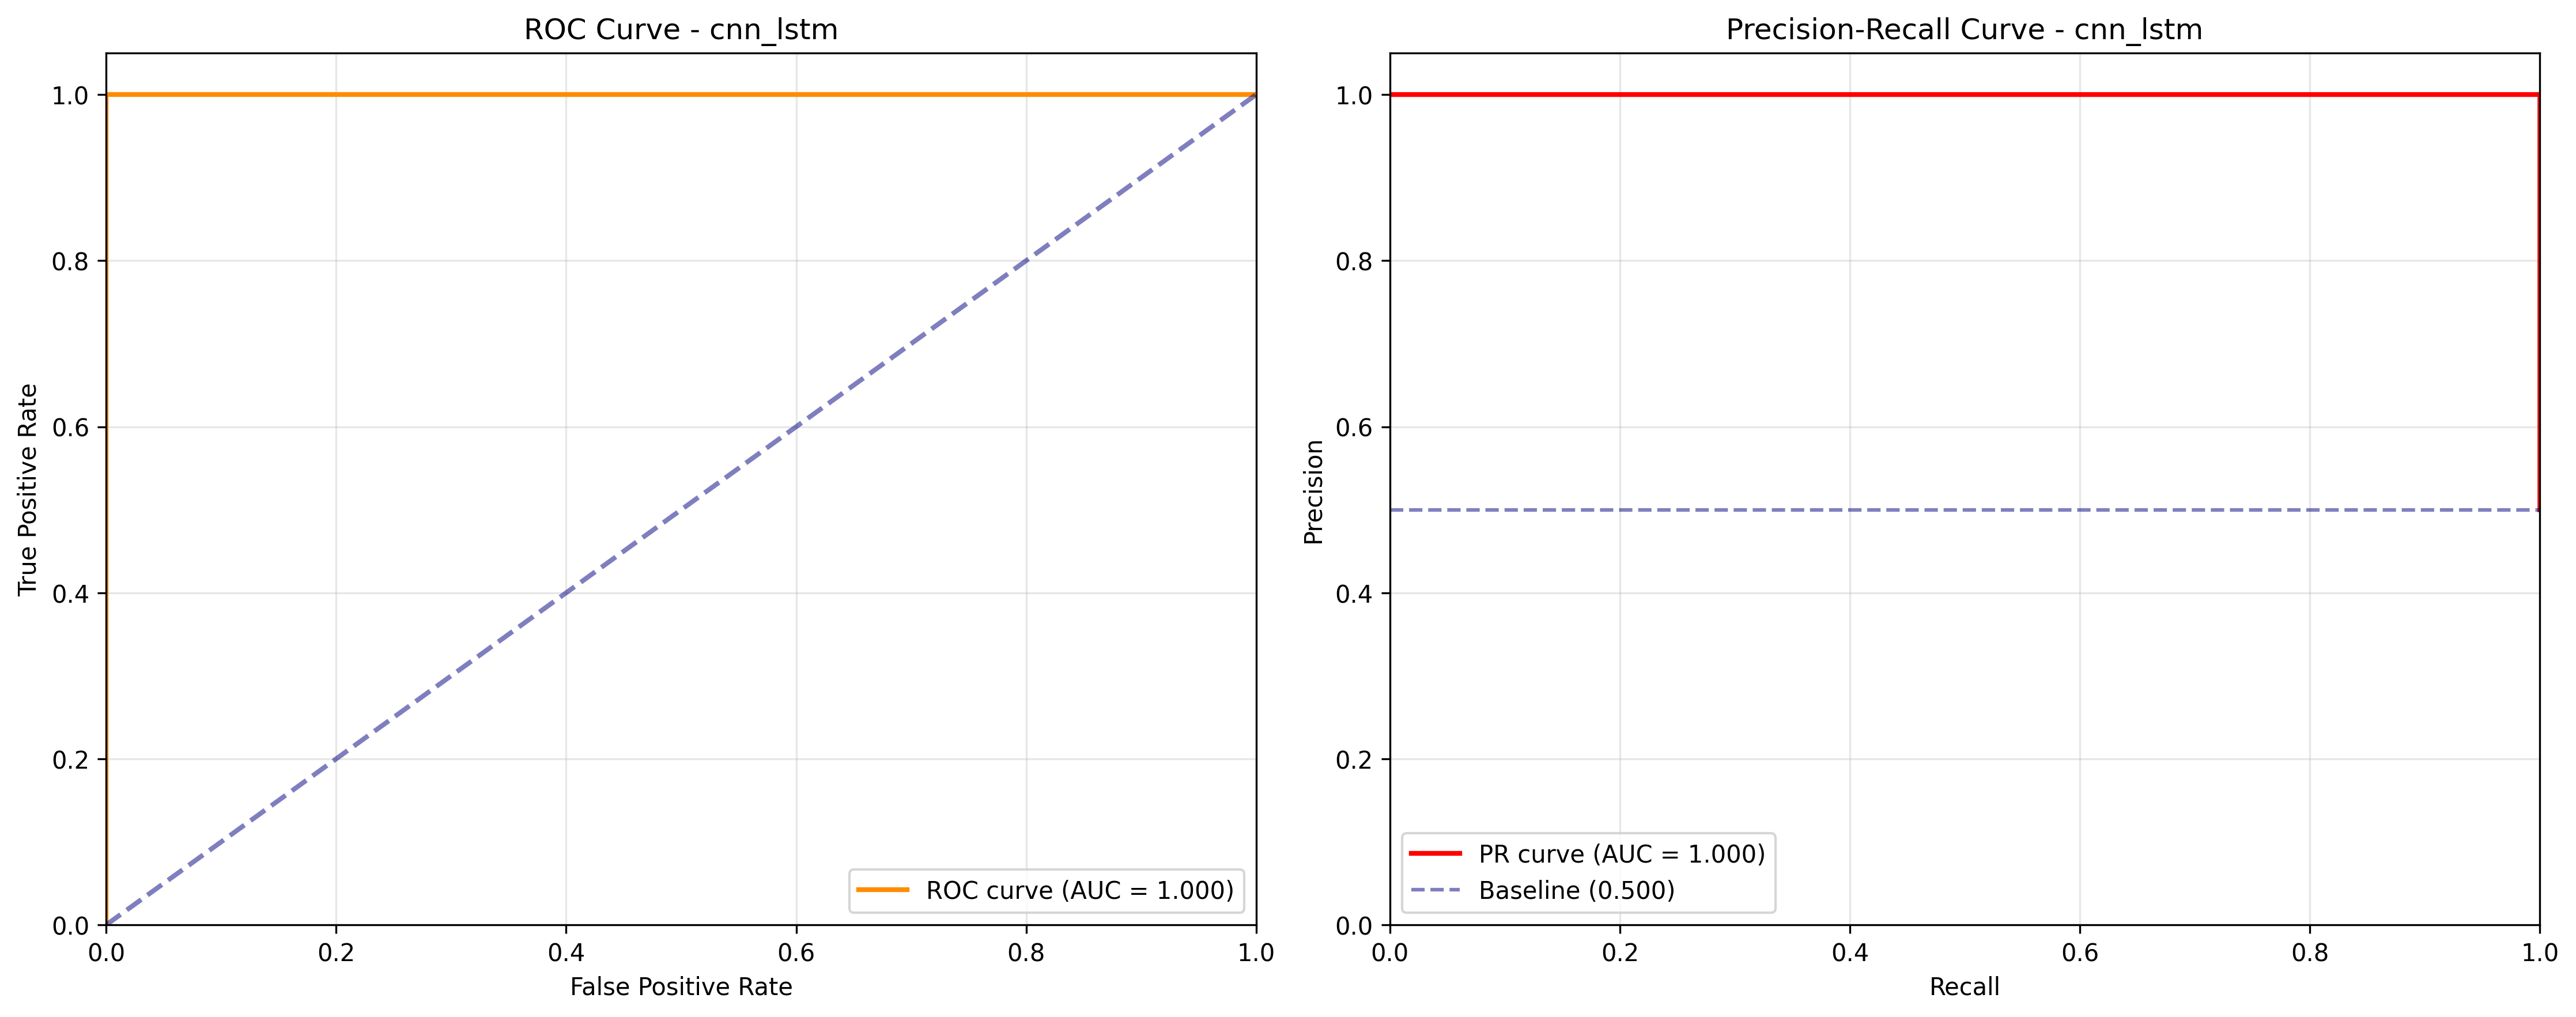 ROC Curve - cnn_lstm
True Positive Rate
1.0
0.8
0.6
0.4
0.2
0.0
0.0 0.2 0.4 0.6 0.8 1.0
False Positive Rate
ROC curve (AUC = 1.000)
Precision-Recall Curve - cnn_lstm
Precision
1.0
0.8
0.6
0.4
0.2
0.0
0.0 0.2 0.4 0.6 0.8 1.0
Recall
PR curve (AUC = 1.000)
Baseline (0.500)